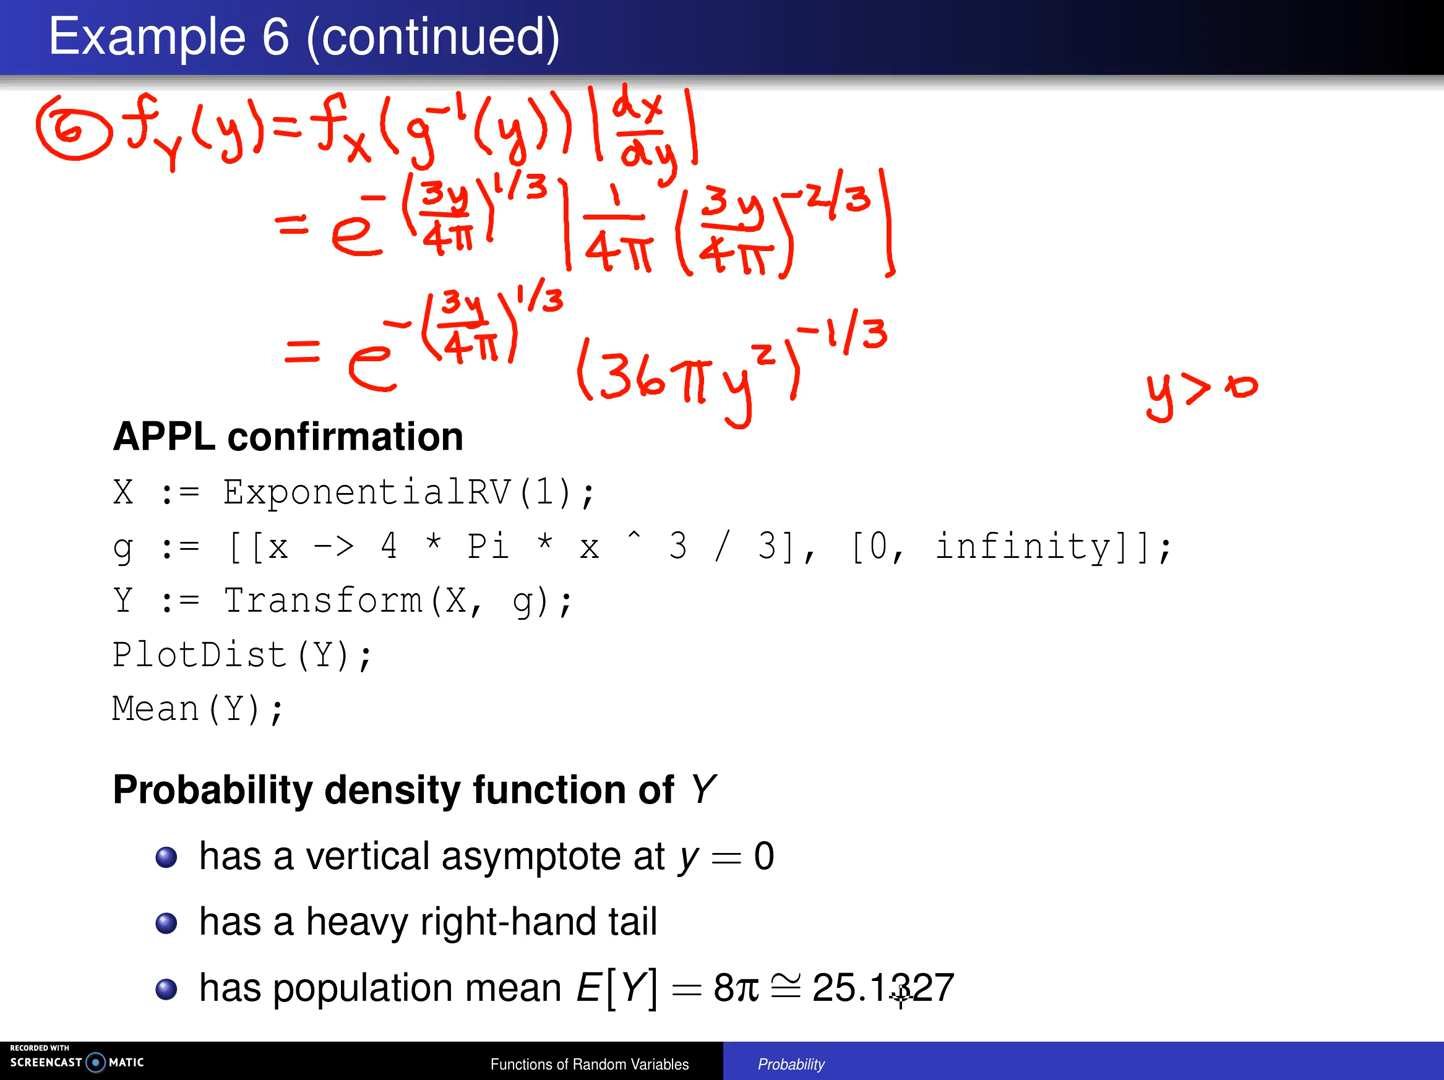 Example 6 (continued)
⑥ f_Y(y) = f_X(g^{-1}(y)) |dx/dy|
= e^{-(3y/4π)^{1/3}} |1/4π (3y/4π)^{-2/3}|
= e^{-(3y/4π)^{1/3}} (36πy^2)^{-1/3} y>0
APPL confirmation
X := ExponentialRV(1);
g := [[x -> 4 * Pi * x ^ 3 / 3], [0, infinity]];
Y := Transform(X, g);
PlotDist(Y);
Mean(Y);
Probability density function of Y
has a vertical asymptote at y = 0
has a heavy right-hand tail
has population mean E[Y] = 8π ≅ 25.1327
RECORDED WITH
SCREENCAST MATIC
Functions of Random Variables Probability